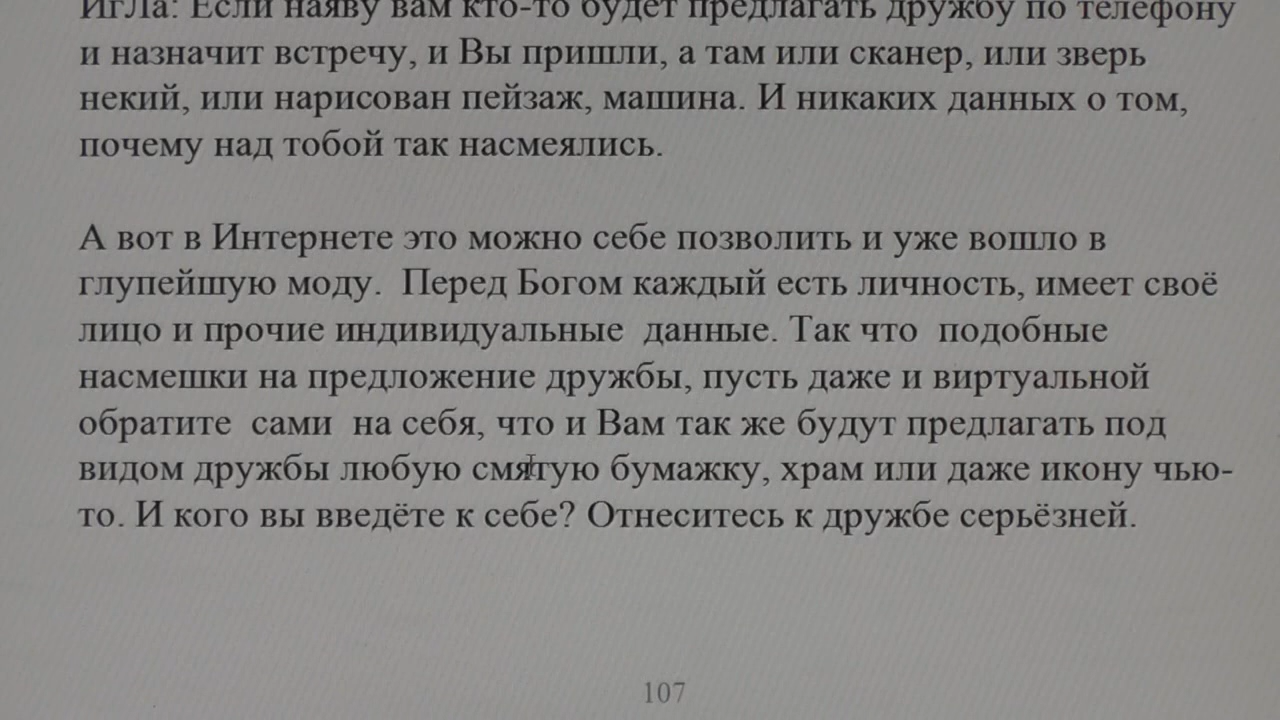 ИгЛа: Если наяву вам кто-то будет предлагать дружбу по телефону
и назначит встречу, и Вы пришли, а там или сканер, или зверь
некий, или нарисован пейзаж, машина. И никаких данных о том,
почему над тобой так насмеялись.
А вот в Интернете это можно себе позволить и уже вошло в
глупейшую моду.  Перед Богом каждый есть личность, имеет своё
лицо и прочие индивидуальные  данные. Так что  подобные
насмешки на предложение дружбы, пусть даже и виртуальной
обратите  сами  на себя, что и Вам так же будут предлагать под
видом дружбы любую смятую бумажку, храм или даже икону чью-
то. И кого вы введёте к себе? Отнеситесь к дружбе серьёзней.
107